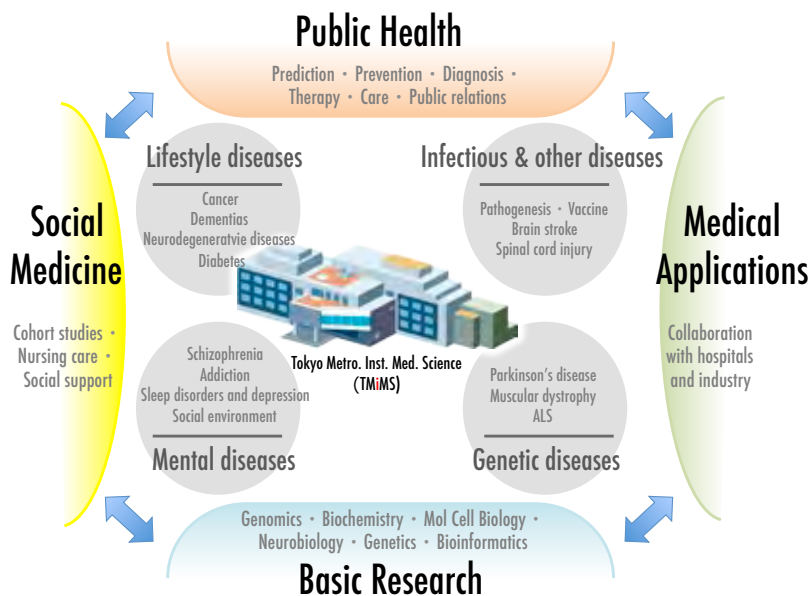 Public Health
Prediction・Prevention・Diagnosis・
Therapy・Care・Public relations
Lifestyle diseases
Cancer
Dementias
Neurodegeneratvie diseases
Diabetes
Infectious & other diseases
Pathogenesis・Vaccine
Brain stroke
Spinal cord injury
Social
Medicine
Cohort studies・
Nursing care・
Social support
Medical
Applications
Collaboration
with hospitals
and industry
Tokyo Metro. Inst. Med. Science
(TMiMS)
Schizophrenia
Addiction
Sleep disorders and depression
Social environment
Mental diseases
Parkinson's disease
Muscular dystrophy
ALS
Genetic diseases
Genomics・Biochemistry・Mol Cell Biology・
Neurobiology・Genetics・Bioinformatics
Basic Research